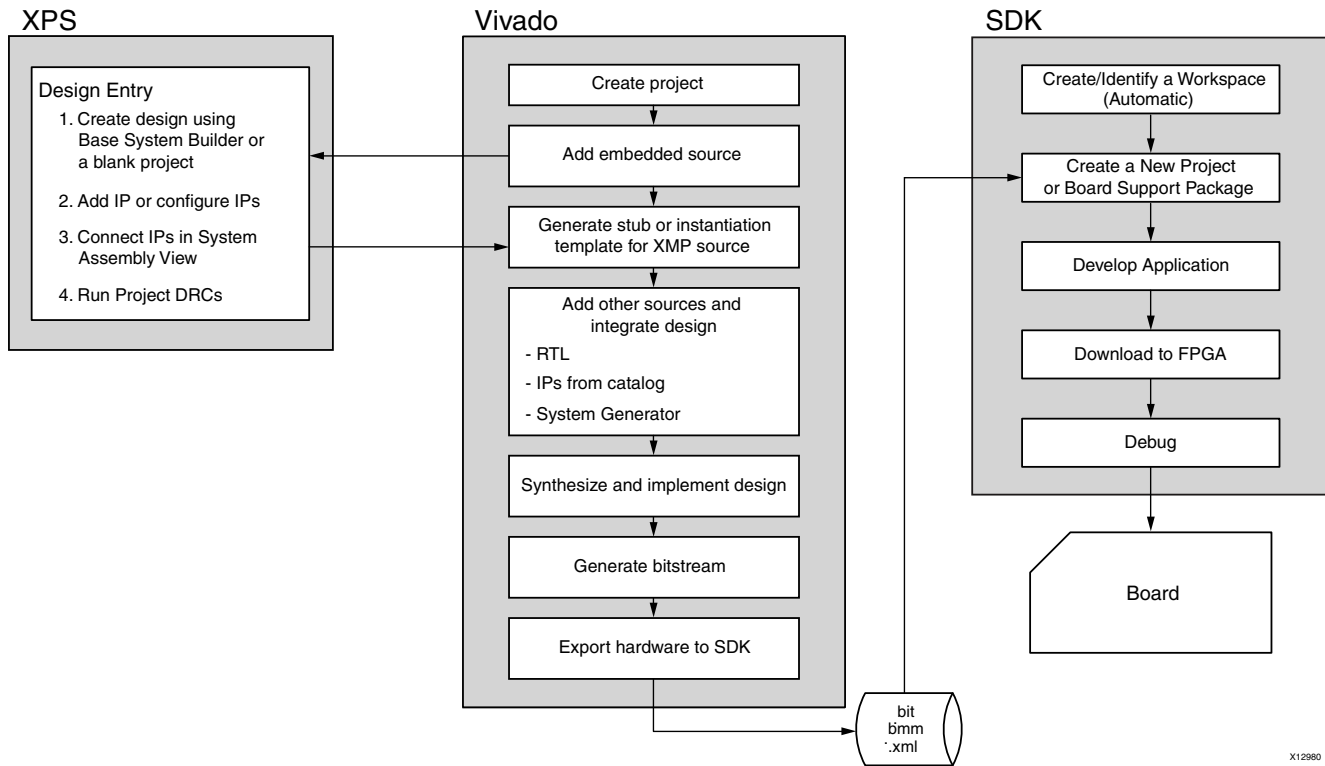 XPS
Design Entry
1. Create design using
Base System Builder or
a blank project
2. Add IP or configure IPs
3. Connect IPs in System
Assembly View
4. Run Project DRCs
Vivado
Create project
Add embedded source
Generate stub or instantiation
template for XMP source
Add other sources and
integrate design
- RTL
- IPs from catalog
- System Generator
Synthesize and implement design
Generate bitstream
Export hardware to SDK
bit
bmm
.xml
SDK
Create/Identify a Workspace
(Automatic)
Create a New Project
or Board Support Package
Develop Application
Download to FPGA
Debug
Board
X12980